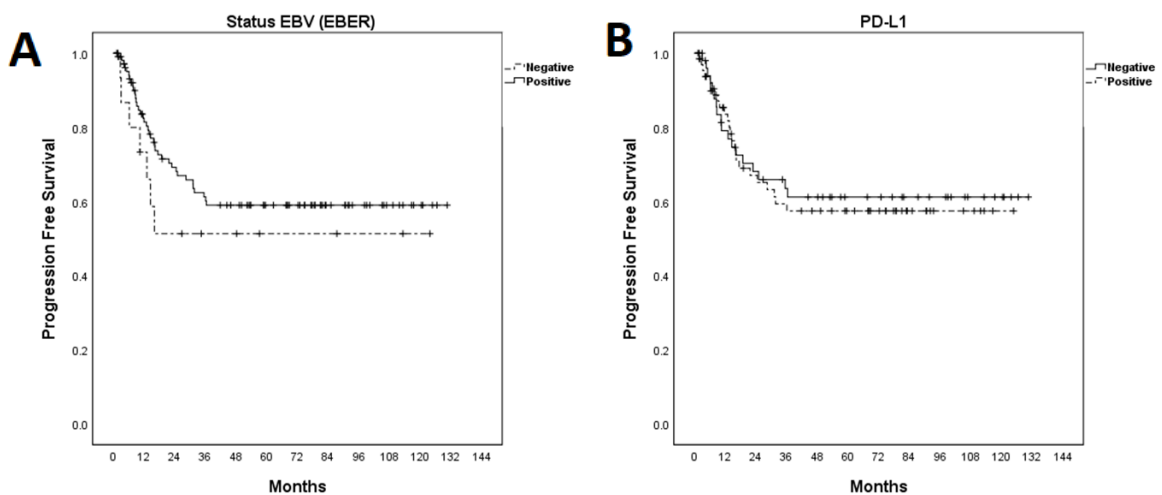 A
Status EBV (EBER)
Negative
Positive
Progression Free Survival
1.0
0.8
0.6
0.4
0.2
0.0
0 12 24 36 48 60 72 84 96 108 120 132 144
Months
B
PD-L1
Negative
Positive
Progression Free Survival
1.0
0.8
0.6
0.4
0.2
0.0
0 12 24 36 48 60 72 84 96 108 120 132 144
Months